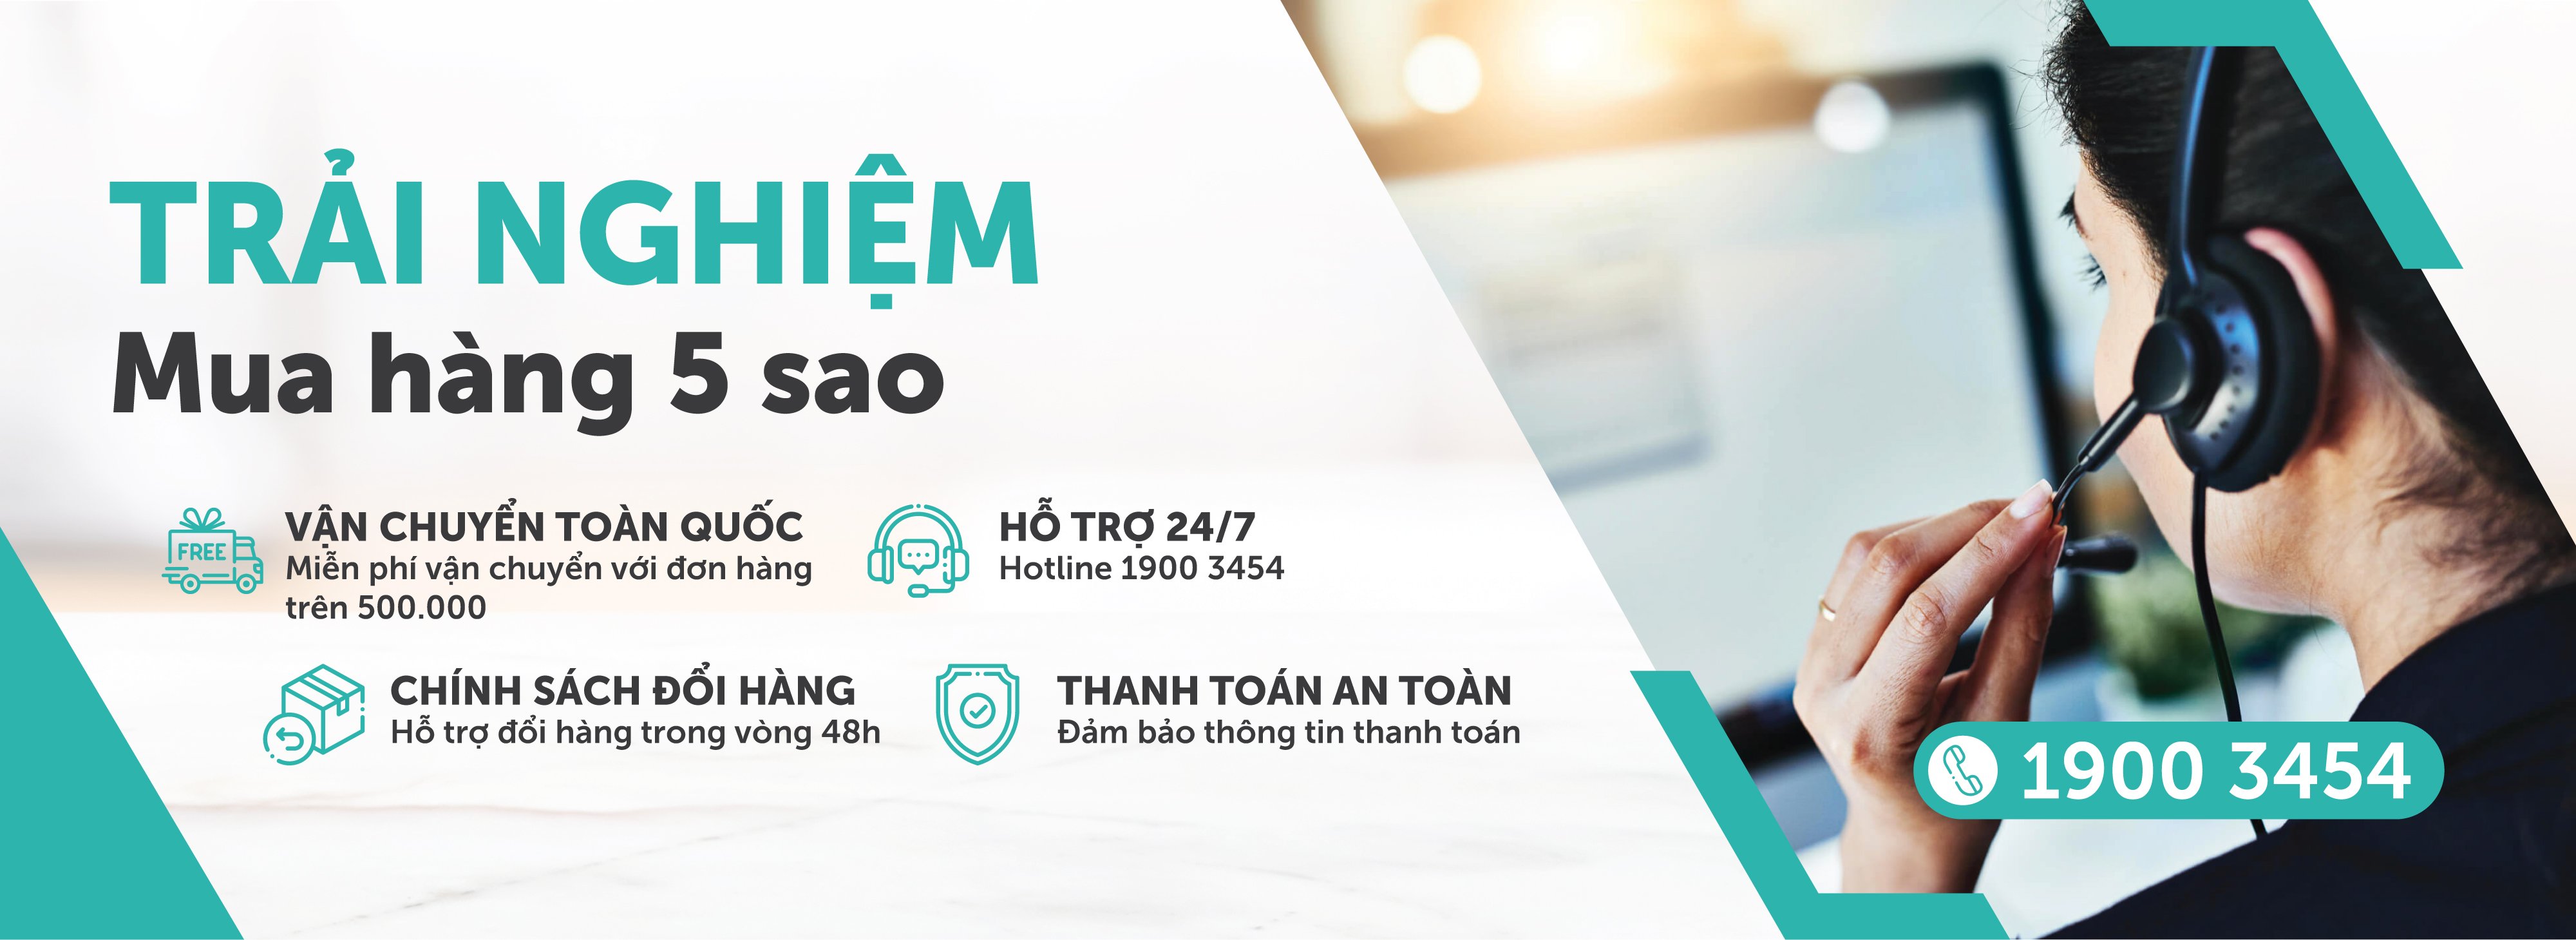 TRẢI NGHIỆM
Mua hàng 5 sao
FREE
VẬN CHUYỂN TOÀN QUỐC
Miễn phí vận chuyển với đơn hàng
trên 500.000
HỖ TRỢ 24/7
Hotline 1900 3454
CHÍNH SÁCH ĐỔI HÀNG
Hỗ trợ đổi hàng trong vòng 48h
THANH TOÁN AN TOÀN
Đảm bảo thông tin thanh toán
1900 3454